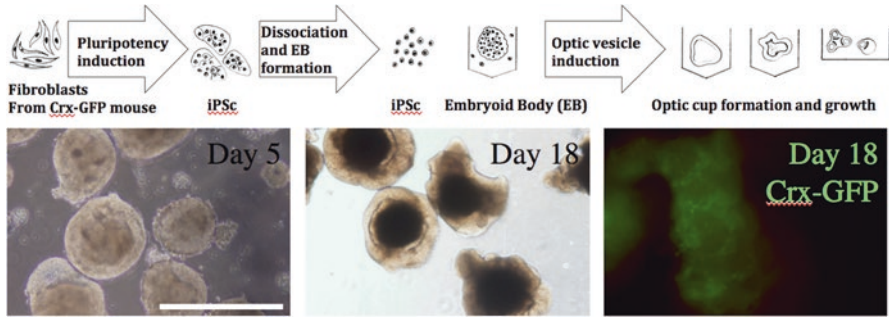 Pluripotency
induction
Dissociation
and EB
formation
Optic vesicle
induction
Fibroblasts
From Crx-GFP mouse
iPSc
iPSc
Embryoid Body (EB)
Optic cup formation and growth
Day 5
Day 18
Day 18
Crx-GFP